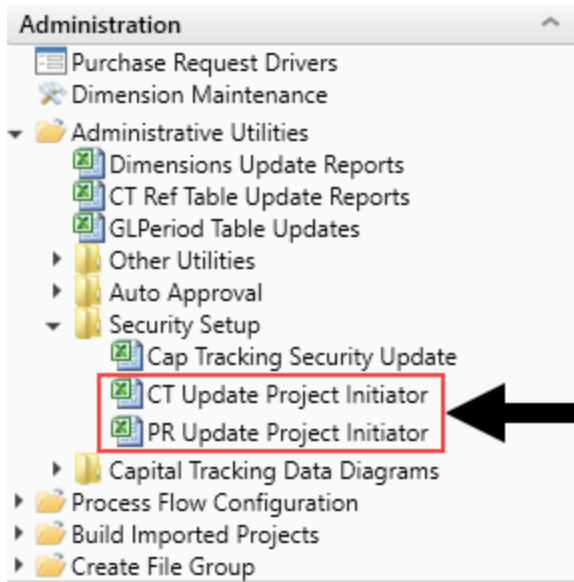 Administration
Purchase Request Drivers
Dimension Maintenance
Administrative Utilities
Dimensions Update Reports
CT Ref Table Update Reports
GLPeriod Table Updates
Other Utilities
Auto Approval
Security Setup
Cap Tracking Security Update
CT Update Project Initiator
PR Update Project Initiator
Capital Tracking Data Diagrams
Process Flow Configuration
Build Imported Projects
Create File Group